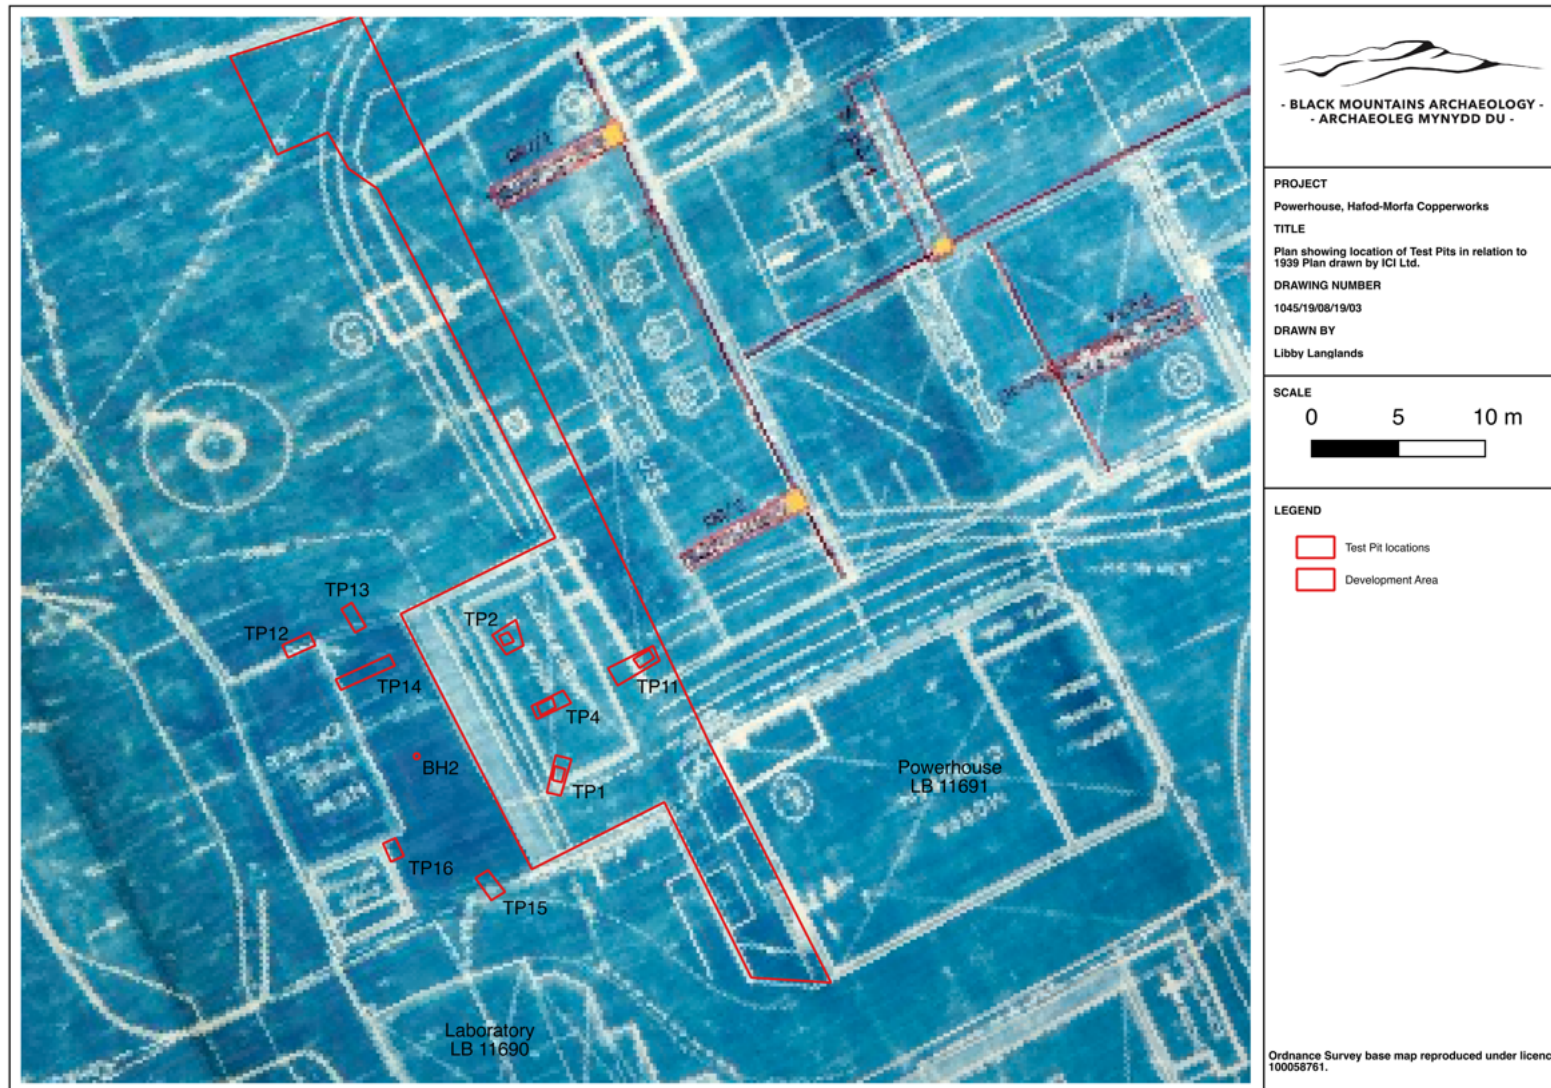 - BLACK MOUNTAINS ARCHAEOLOGY -
- ARCHAEOLEG MYNYDD DU -
PROJECT
Powerhouse, Hafod-Morfa Copperworks
TITLE
Plan showing location of Test Pits in relation to
1939 Plan drawn by ICI Ltd.
DRAWING NUMBER
1045/19/08/19/03
DRAWN BY
Libby Langlands
SCALE
0 5 10 m
LEGEND
Test Pit locations
Development Area
Ordnance Survey base map reproduced under licenc
100058761.
TP13
TP12
TP2
TP14
TP11
TP4
BH2
TP1
Powerhouse
LB 11691
TP16
TP15
Laboratory
LB 11690